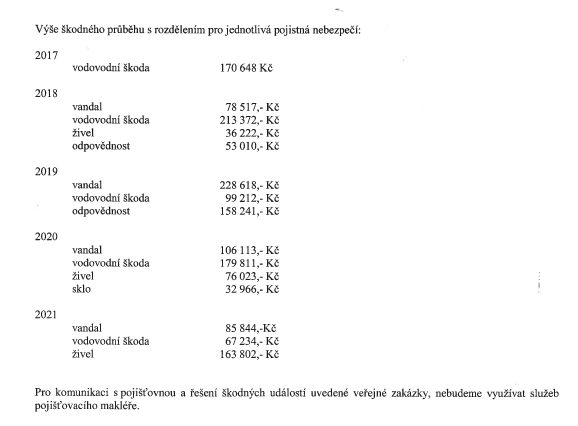 Výše škodného průběhu s rozdělením pro jednotlivá pojistná nebezpečí:
2017
vodovodní škoda 170 648 Kč
2018
vandal 78 517,- Kč
vodovodní škoda 213 372,- Kč
živel 36 222,- Kč
odpovědnost 53 010,- Kč
2019
vandal 228 618,- Kč
vodovodní škoda 99 212,- Kč
odpovědnost 158 241,- Kč
2020
vandal 106 113,- Kč
vodovodní škoda 179 811,- Kč
živel 76 023,- Kč
sklo 32 966,- Kč
2021
vandal 85 844,-Kč
vodovodní škoda 67 234,- Kč
živel 163 802,- Kč
Pro komunikaci s pojišťovnou a řešení škodných událostí uvedené veřejné zakázky, nebudeme využívat služeb
pojišťovacího makléře.